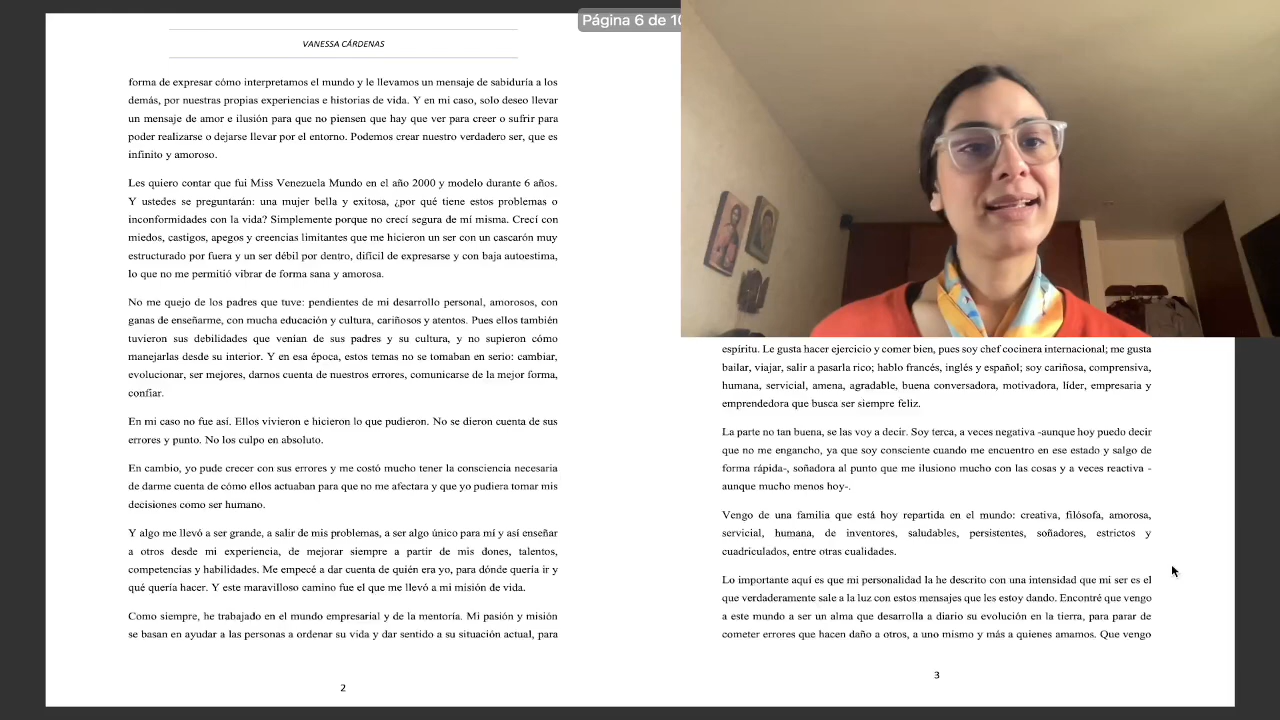 Página 6 de 10
VANESSA CÁRDENAS
forma de expresar cómo interpretamos el mundo y le llevamos un mensaje de sabiduría a los
demás, por nuestras propias experiencias e historias de vida. Y en mi caso, solo deseo llevar
un mensaje de amor e ilusión para que no piensen que hay que ver para creer o sufrir para
poder realizarse o dejarse llevar por el entorno. Podemos crear nuestro verdadero ser, que es
infinito y amoroso.
Les quiero contar que fui Miss Venezuela Mundo en el año 2000 y modelo durante 6 años.
Y ustedes se preguntarán: una mujer bella y exitosa, ¿por qué tiene estos problemas o
inconformidades con la vida? Simplemente porque no crecí segura de mí misma. Crecí con
miedos, castigos, apegos y creencias limitantes que me hicieron un ser con un cascarón muy
estructurado por fuera y un ser débil por dentro, difícil de expresarse y con baja autoestima,
lo que no me permitió vibrar de forma sana y amorosa.
No me quejo de los padres que tuve: pendientes de mi desarrollo personal, amorosos, con
ganas de enseñarme, con mucha educación y cultura, cariñosos y atentos. Pues ellos también
tuvieron sus debilidades que venían de sus padres y su cultura, y no supieron cómo
manejarlas desde su interior. Y en esa época, estos temas no se tomaban en serio: cambiar,
evolucionar, ser mejores, darnos cuenta de nuestros errores, comunicarse de la mejor forma,
confiar.
En mi caso no fue así. Ellos vivieron e hicieron lo que pudieron. No se dieron cuenta de sus
errores y punto. No los culpo en absoluto.
En cambio, yo pude crecer con sus errores y me costó mucho tener la consciencia necesaria
de darme cuenta de cómo ellos actuaban para que no me afectara y que yo pudiera tomar mis
decisiones como ser humano.
Y algo me llevó a ser grande, a salir de mis problemas, a ser algo único para mí y así enseñar
a otros desde mi experiencia, de mejorar siempre a partir de mis dones, talentos,
competencias y habilidades. Me empecé a dar cuenta de quién era yo, para dónde quería ir y
qué quería hacer. Y este maravilloso camino fue el que me llevó a mi misión de vida.
Como siempre, he trabajado en el mundo empresarial y de la mentoría. Mi pasión y misión
se basan en ayudar a las personas a ordenar su vida y dar sentido a su situación actual, para
2
espíritu. Le gusta hacer ejercicio y comer bien, pues soy chef cocinera internacional; me gusta
bailar, viajar, salir a pasarla rico; hablo francés, inglés y español; soy cariñosa, comprensiva,
humana, servicial, amena, agradable, buena conversadora, motivadora, líder, empresaria y
emprendedora que busca ser siempre feliz.
La parte no tan buena, se las voy a decir. Soy terca, a veces negativa -aunque hoy puedo decir
que no me engancho, ya que soy consciente cuando me encuentro en ese estado y salgo de
forma rápida-, soñadora al punto que me ilusiono mucho con las cosas y a veces reactiva -
aunque mucho menos hoy-.
Vengo de una familia que está hoy repartida en el mundo: creativa, filósofa, amorosa,
servicial, humana, de inventores, saludables, persistentes, soñadores, estrictos y
cuadriculados, entre otras cualidades.
Lo importante aquí es que mi personalidad la he descrito con una intensidad que mi ser es el
que verdaderamente sale a la luz con estos mensajes que les estoy dando. Encontré que vengo
a este mundo a ser un alma que desarrolla a diario su evolución en la tierra, para parar de
cometer errores que hacen daño a otros, a uno mismo y más a quienes amamos. Que vengo
3